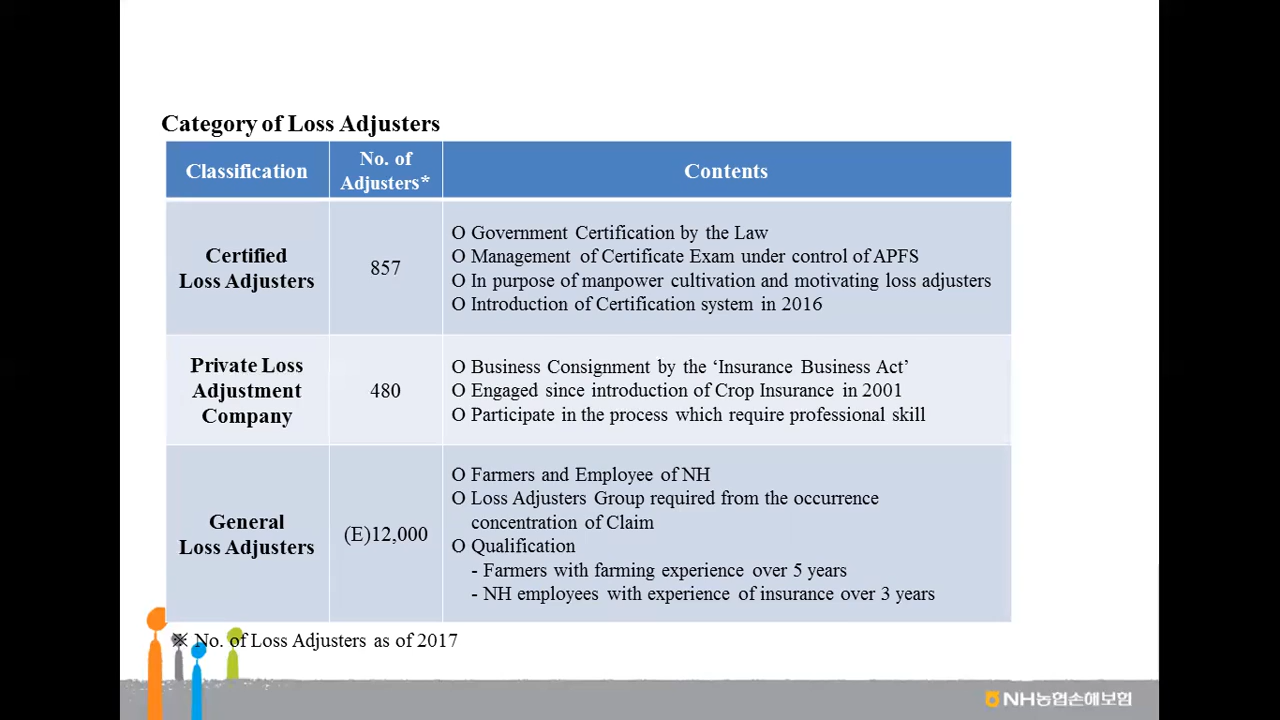 Category of Loss Adjusters
Classification
No. of
Adjusters*
Contents
Certified
Loss Adjusters
857
O Government Certification by the Law
O Management of Certificate Exam under control of APFS
O In purpose of manpower cultivation and motivating loss adjusters
O Introduction of Certification system in 2016
Private Loss
Adjustment
Company
480
O Business Consignment by the ‘Insurance Business Act’
O Engaged since introduction of Crop Insurance in 2001
O Participate in the process which require professional skill
General
Loss Adjusters
(E)12,000
O Farmers and Employee of NH
O Loss Adjusters Group required from the occurrence
concentration of Claim
O Qualification
- Farmers with farming experience over 5 years
- NH employees with experience of insurance over 3 years
※ No. of Loss Adjusters as of 2017
NH농협손해보험